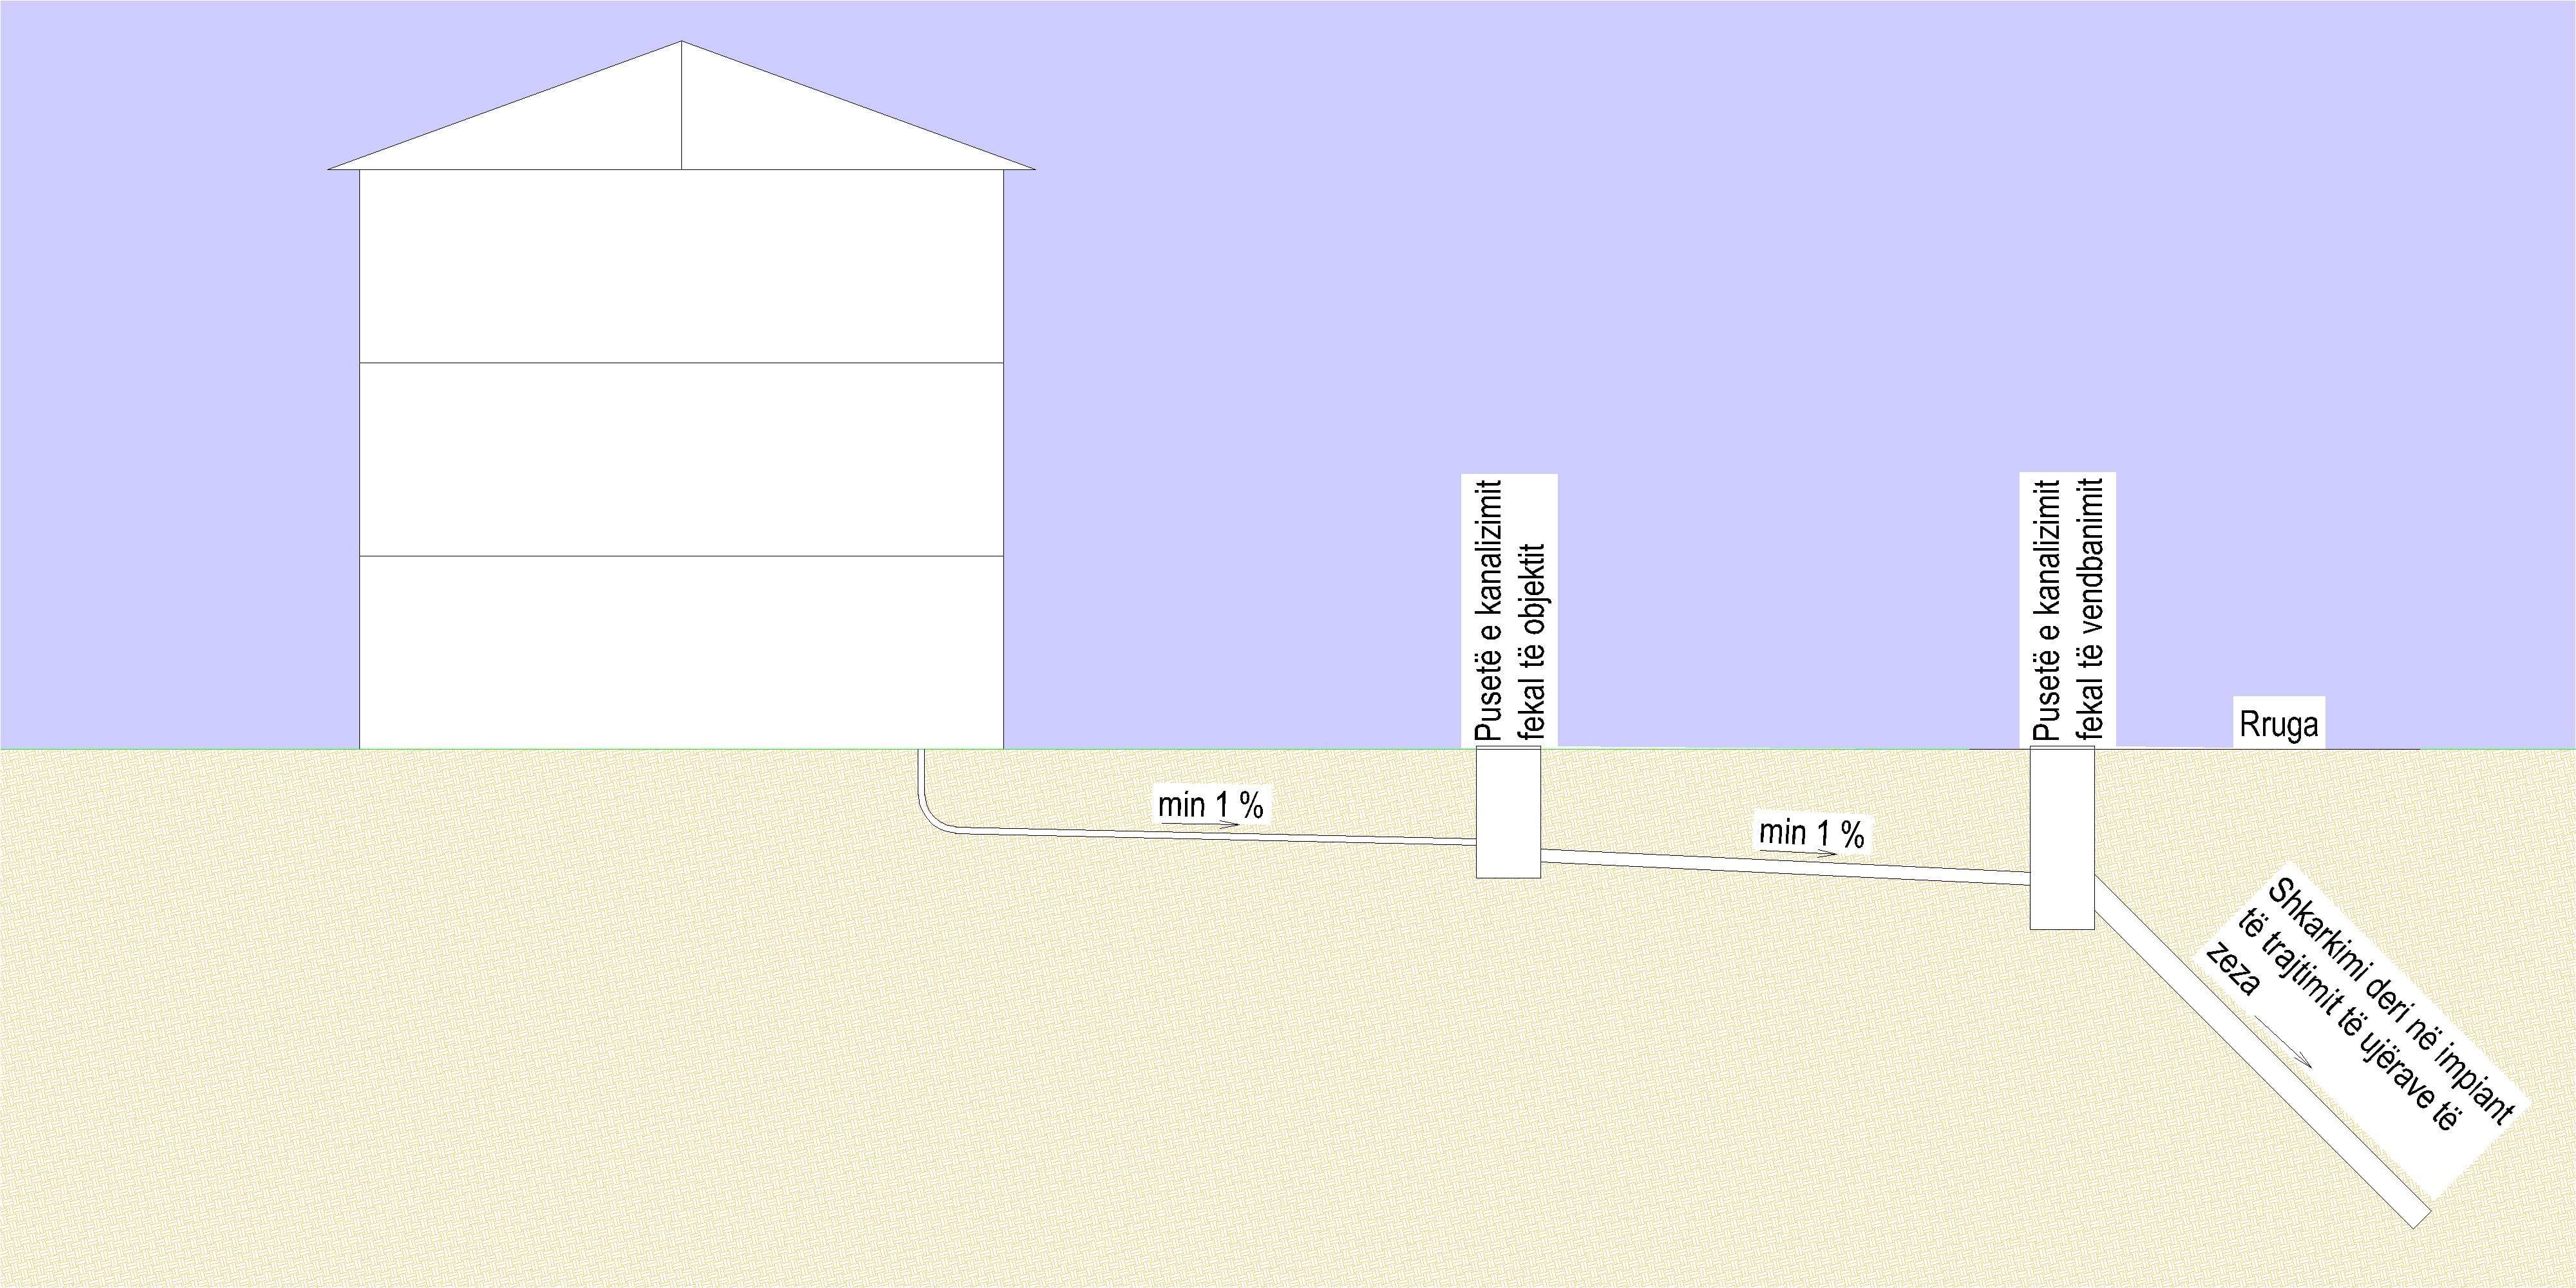 Pusetë e kanalizimit
fekal të objektit
Pusetë e kanalizimit
fekal të vendbanimit
Rruga
min 1 %
min 1 %
Shkarkimi deri në impiant
të trajtimit të ujërave të
zeza